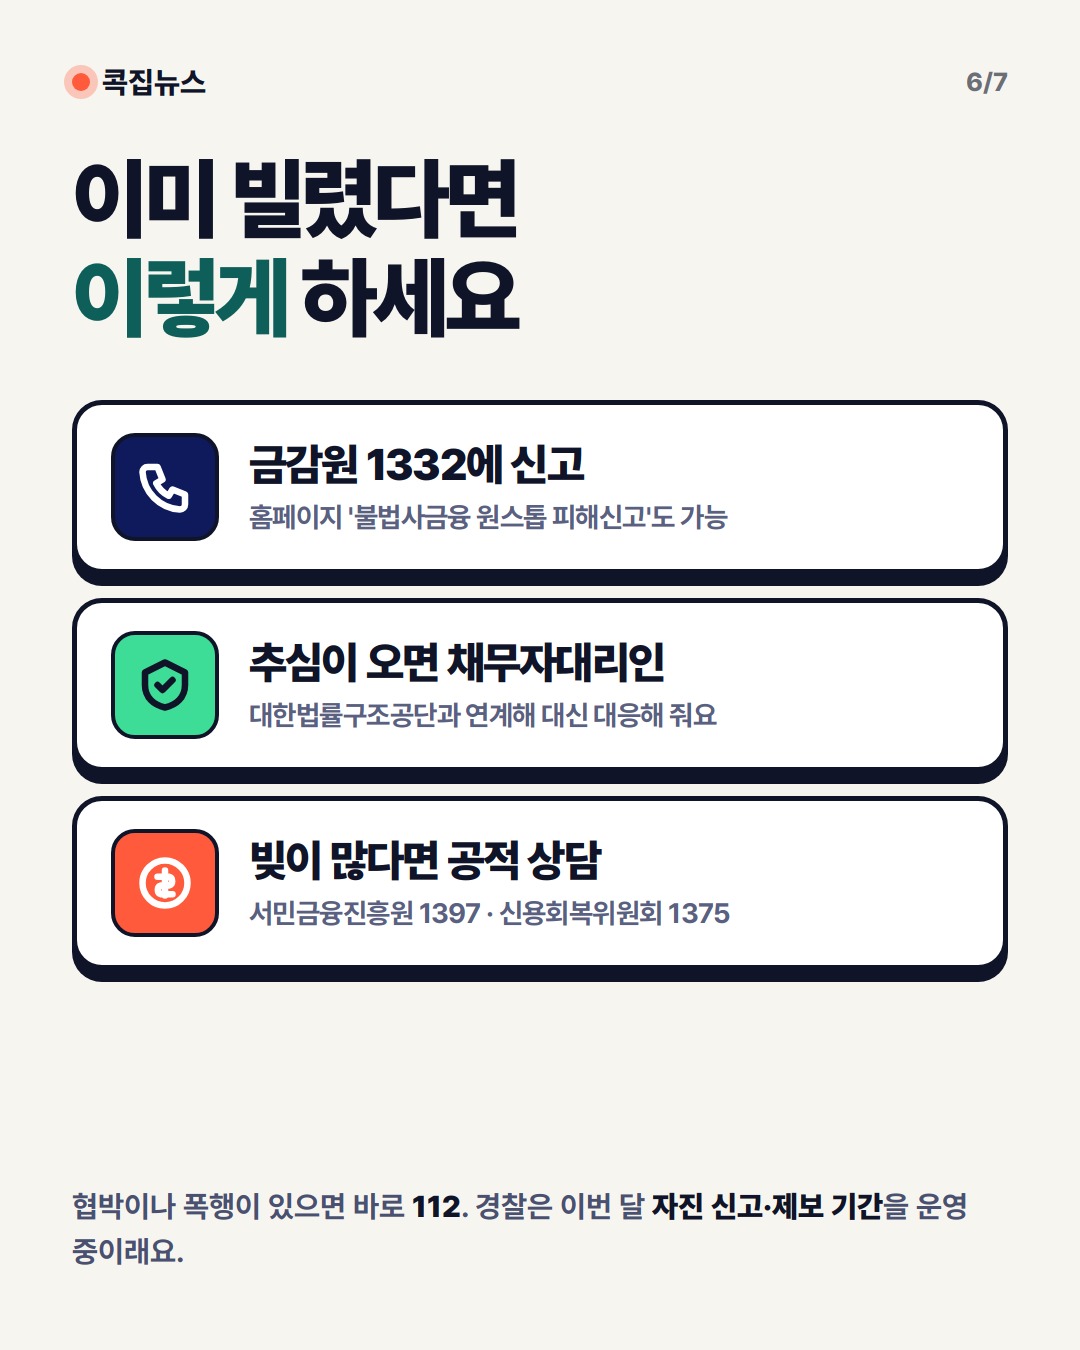 콕집뉴스
6/7
이미 빌렸다면
이렇게 하세요
금감원 1332에 신고
홈페이지 '불법사금융 원스톱 피해신고'도 가능
추심이 오면 채무자대리인
대한법률구조공단과 연계해 대신 대응해 줘요
빚이 많다면 공적 상담
서민금융진흥원 1397 · 신용회복위원회 1375
협박이나 폭행이 있으면 바로 112. 경찰은 이번 달 자진 신고·제보 기간을 운영
중이래요.